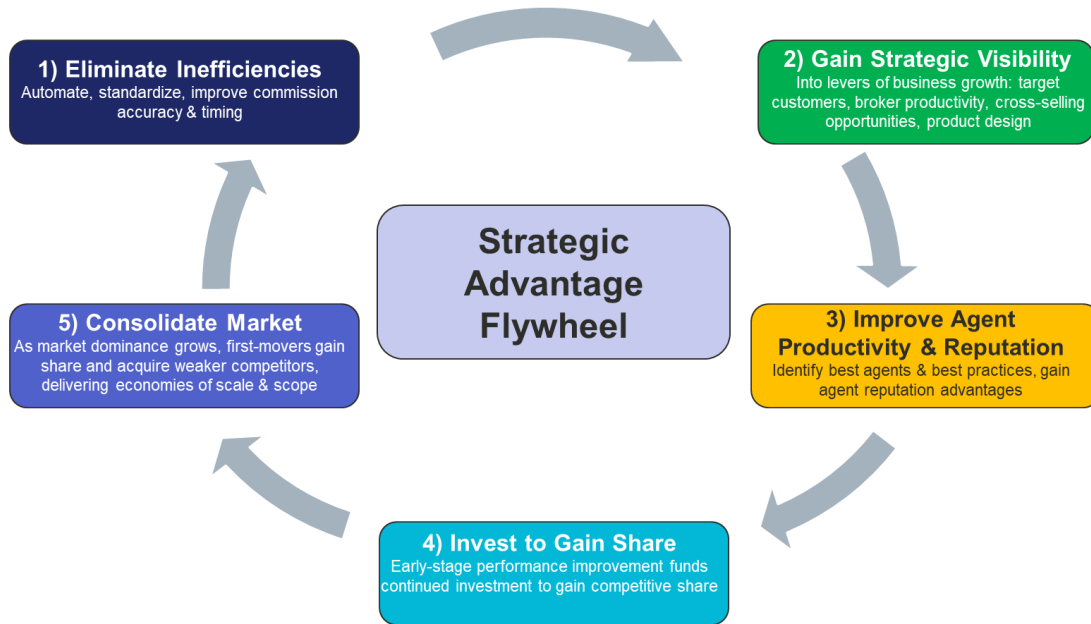 1) Eliminate Inefficiencies
Automate, standardize, improve commission
accuracy & timing
2) Gain Strategic Visibility
Into levers of business growth: target
customers, broker productivity, cross-selling
opportunities, product design
Strategic
Advantage
Flywheel
3) Improve Agent
Productivity & Reputation
Identify best agents & best practices, gain
agent reputation advantages
4) Invest to Gain Share
Early-stage performance improvement funds
continued investment to gain competitive share
5) Consolidate Market
As market dominance grows, first-movers gain
share and acquire weaker competitors,
delivering economies of scale & scope